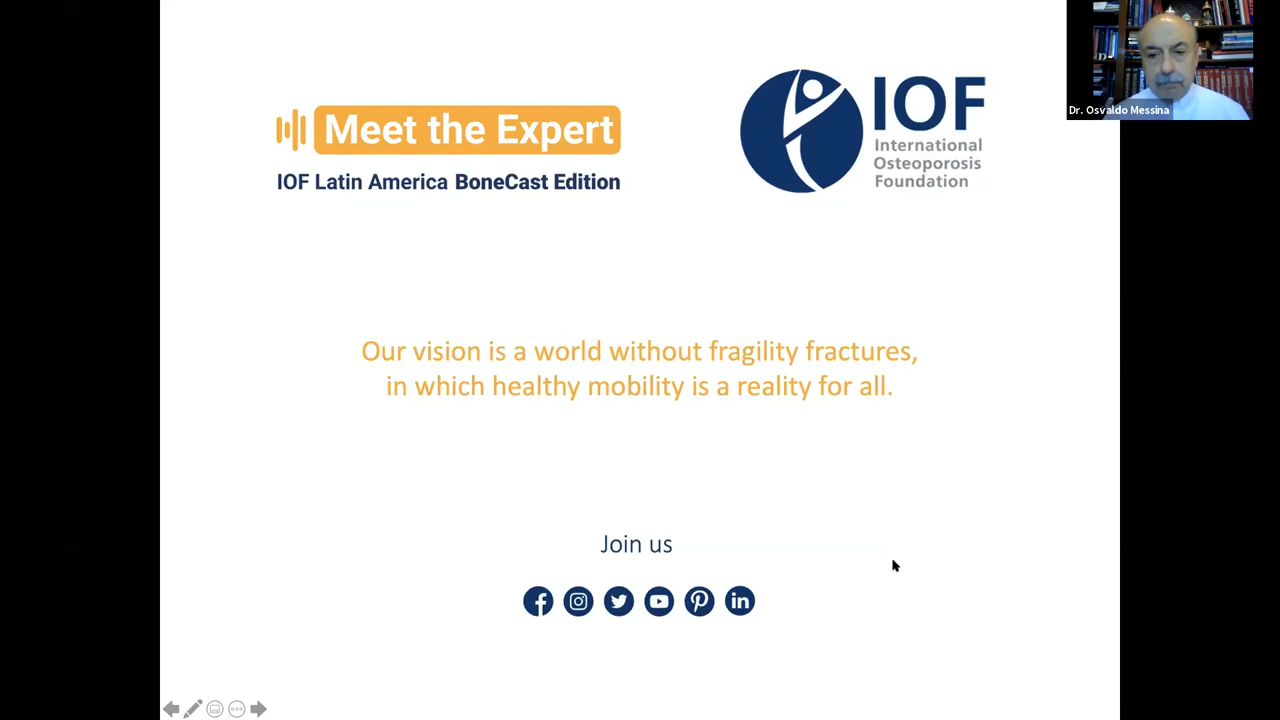 Meet the Expert
IOF Latin America BoneCast Edition
IOF
International
Osteoporosis
Foundation
Dr. Osvaldo Messina
Our vision is a world without fragility fractures,
in which healthy mobility is a reality for all.
Join us